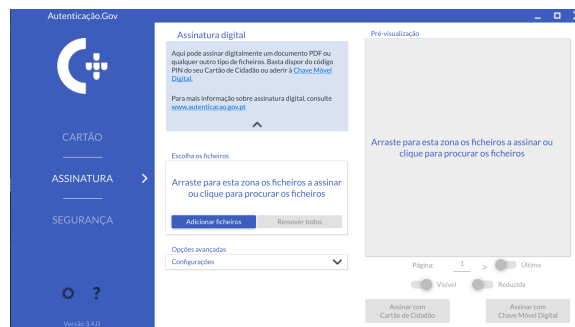 Autenticação.Gov
CARTÃO
ASSINATURA
SEGURANÇA
?
Versão 3.4.0
Assinatura digital
Aqui pode assinar digitalmente um documento PDF ou
qualquer outro tipo de ficheiros. Basta dispor do código
PIN do seu Cartão de Cidadão ou aderir à Chave Móvel
Digital.
Para mais informação sobre assinatura digital, consulte
www.autenticacao.gov.pt
Escolha os ficheiros
Arraste para esta zona os ficheiros a assinar
ou clique para procurar os ficheiros
Adicionar ficheiros
Remover todos
Opções avançadas
Configurações
Pré-visualização
Arraste para esta zona os ficheiros a assinar ou
clique para procurar os ficheiros
Página: 1 > Última
Visível Reduzida
Assinar com
Cartão de Cidadão
Assinar com
Chave Móvel Digital